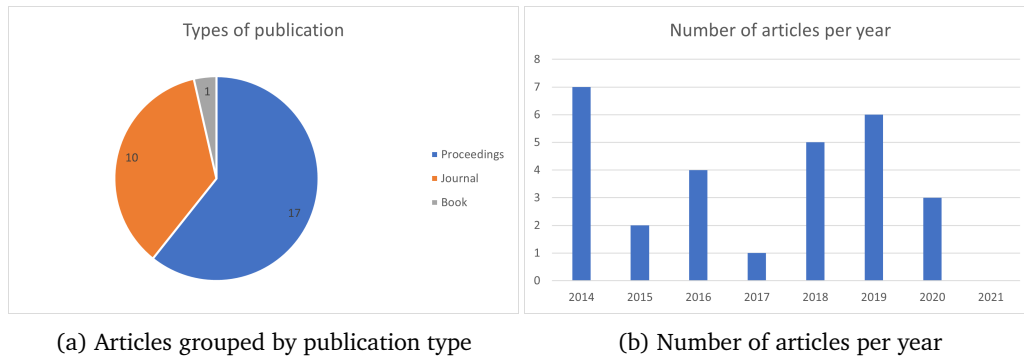 Types of publication
1
10
17
Proceedings
Journal
Book
Number of articles per year
8
7
6
5
4
3
2
1
0
2014 2015 2016 2017 2018 2019 2020 2021
(a) Articles grouped by publication type
(b) Number of articles per year